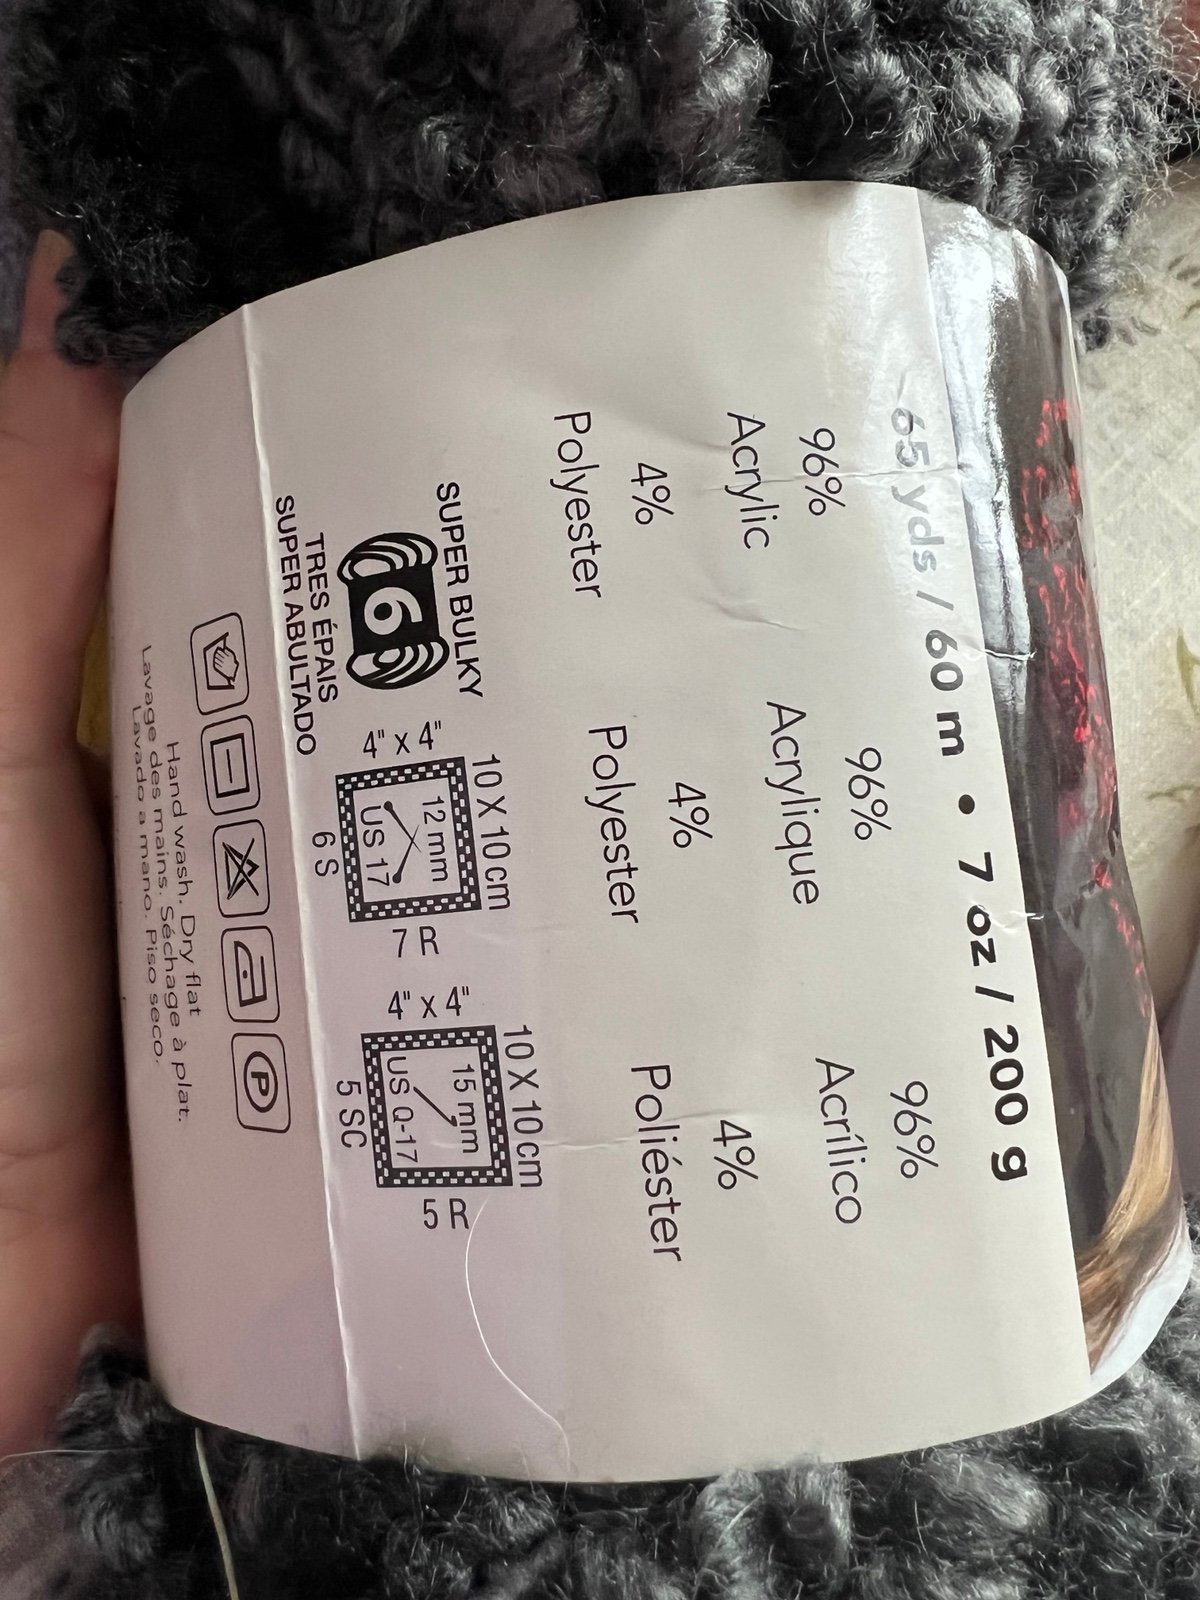 65 yds / 60 m • 7 oz / 200 g
96% 96% 96%
Acrylic Acrylique Acrílico
4% 4% 4%
Polyester Polyester Poliéster
SUPER BULKY
6
TRES ÉPAIS
SUPER ABULTADO
10 X 10 cm
4" x 4"
12 mm
US 17
7 R
6 S
10 X 10 cm
4" x 4"
15 mm
US Q-17
5 R
5 SC
P
Hand wash. Dry flat
Lavage des mains. Séchage à plat.
Lavado a mano. Piso seco.